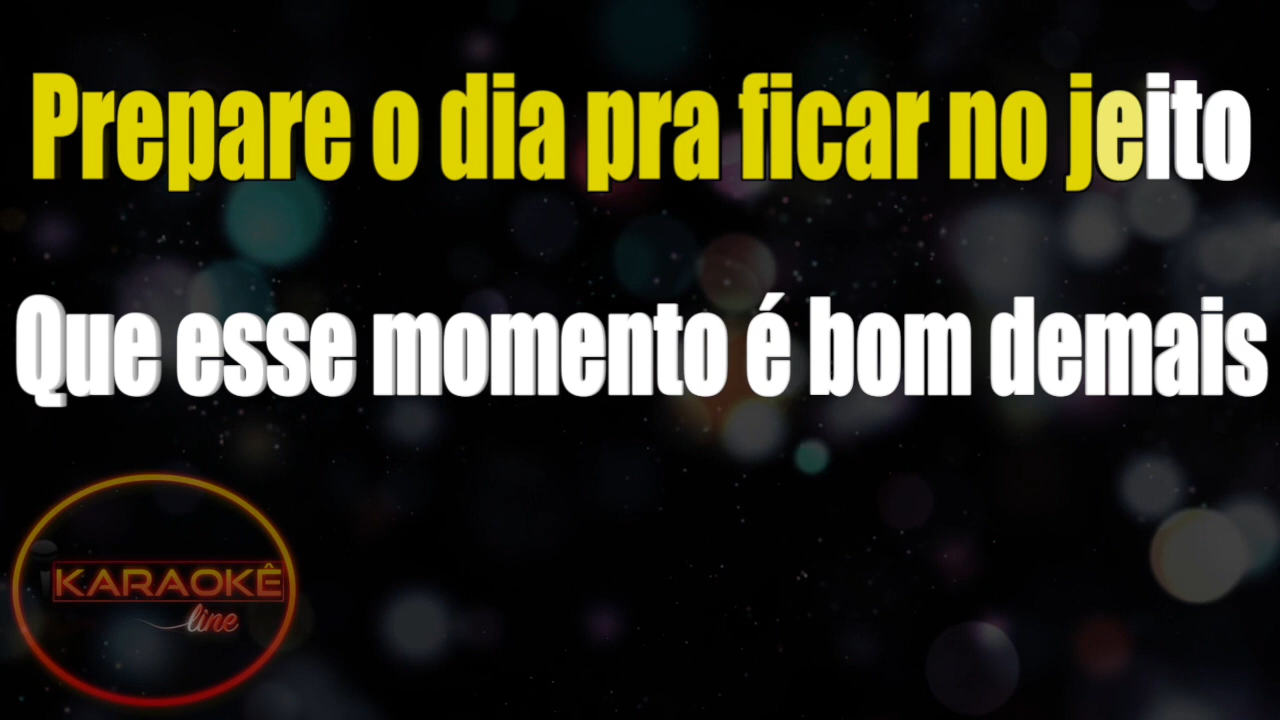 Prepare o dia pra ficar no jeito
Que esse momento é bom demais
KARAOKÊ
line